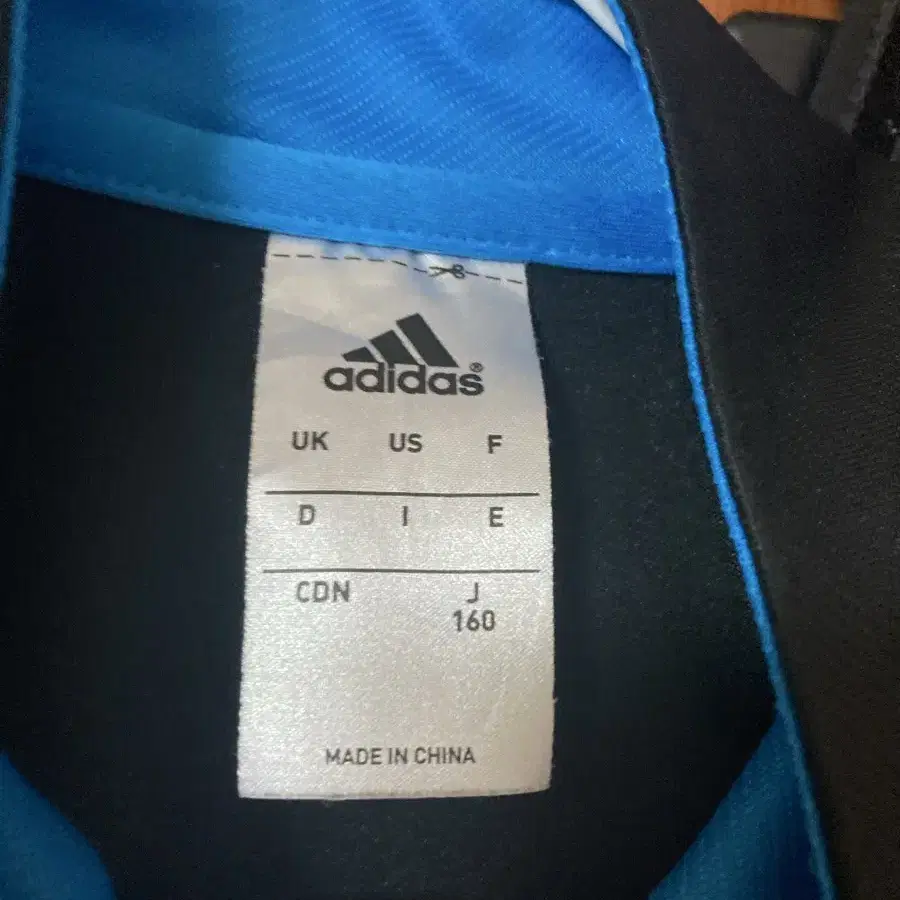 adidas®
UK US F
D I E
CDN J
160
MADE IN CHINA